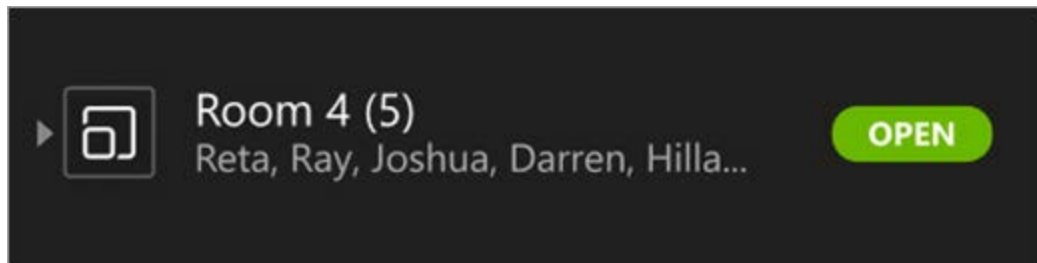 Room 4 (5)
Reta, Ray, Joshua, Darren, Hilla...
OPEN